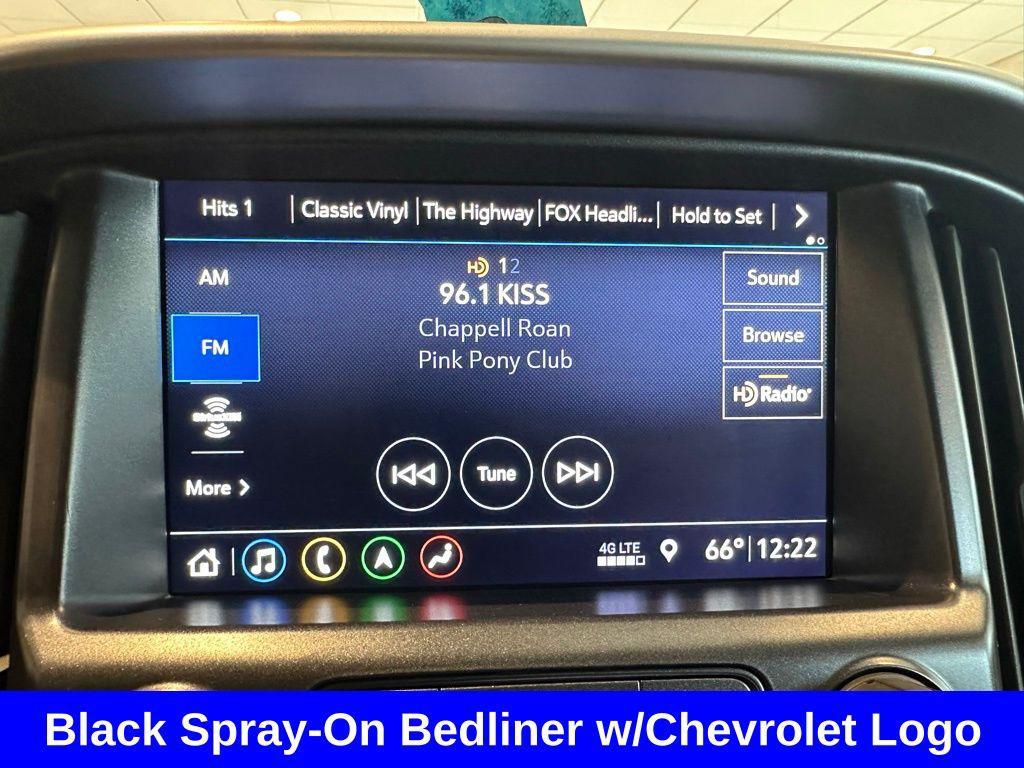 Hits 1 Classic Vinyl The Highway FOX Headli... Hold to Set
HD 12
AM 96.1 KISS Sound
Chappell Roan
FM Pink Pony Club Browse
HD Radio
SIRIUSXM
More Tune
4G LTE 66° 12:22
Black Spray-On Bedliner w/Chevrolet Logo